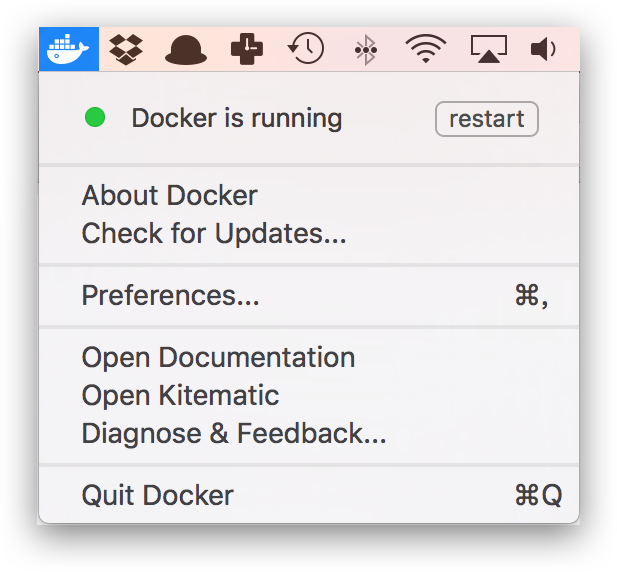 Docker is running
restart
About Docker
Check for Updates...
Preferences...
⌘,
Open Documentation
Open Kitematic
Diagnose & Feedback...
Quit Docker
⌘Q